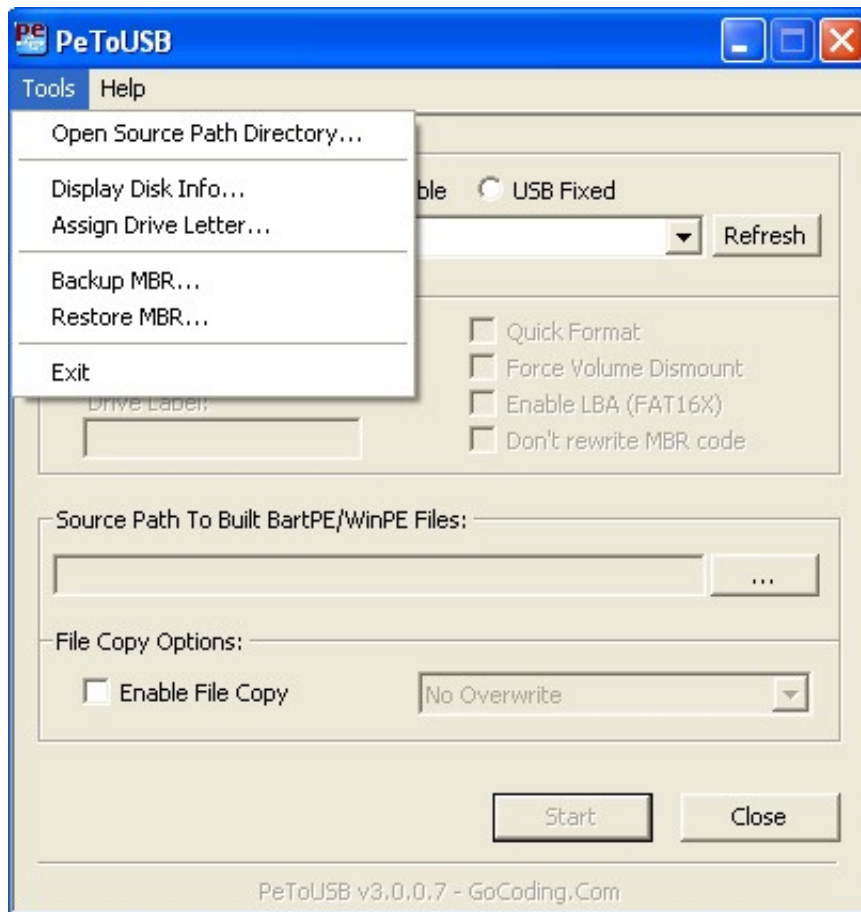 PeToUSB
Tools Help
Open Source Path Directory...
Display Disk Info...
ble USB Fixed
Assign Drive Letter...
Refresh
Backup MBR...
Restore MBR...
Quick Format
Exit
Force Volume Dismount
Drive Label:
Enable LBA (FAT16X)
Don't rewrite MBR code
Source Path To Built BartPE/WinPE Files:
...
File Copy Options:
Enable File Copy
No Overwrite
Start Close
PeToUSB v3.0.0.7 - GoCoding.Com